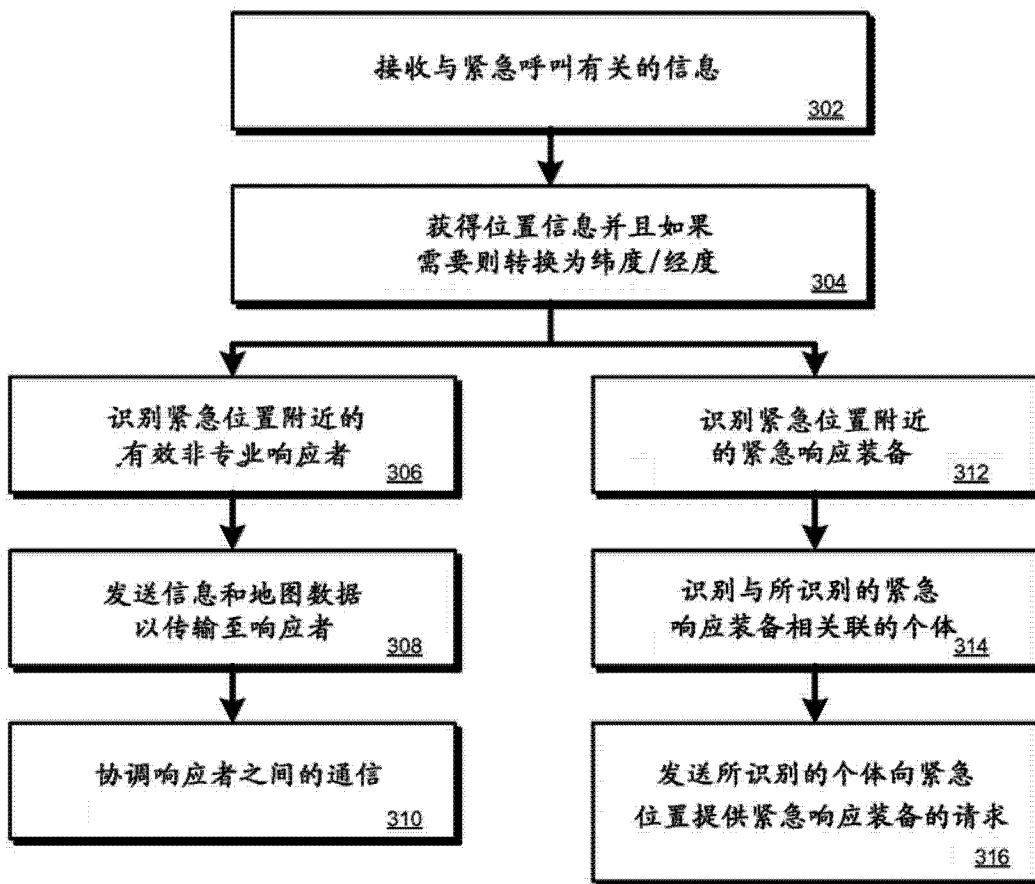 接收与紧急呼叫有关的信息
302
获得位置信息并且如果
需要则转换为纬度/经度
304
识别紧急位置附近的
有效非专业响应者
306
发送信息和地图数据
以传输至响应者
308
协调响应者之间的通信
310
识别紧急位置附近
的紧急响应装备
312
识别与所识别的紧急
响应装备相关联的个体
314
发送所识别的个体向紧急
位置提供紧急响应装备的请求
316